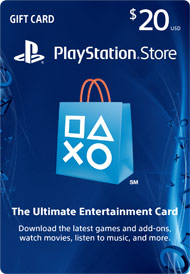 GIFT CARD
$20 USD
PlayStation®Store
SM
The Ultimate Entertainment Card
Download the latest games and add-ons,
watch movies, listen to music, and more.